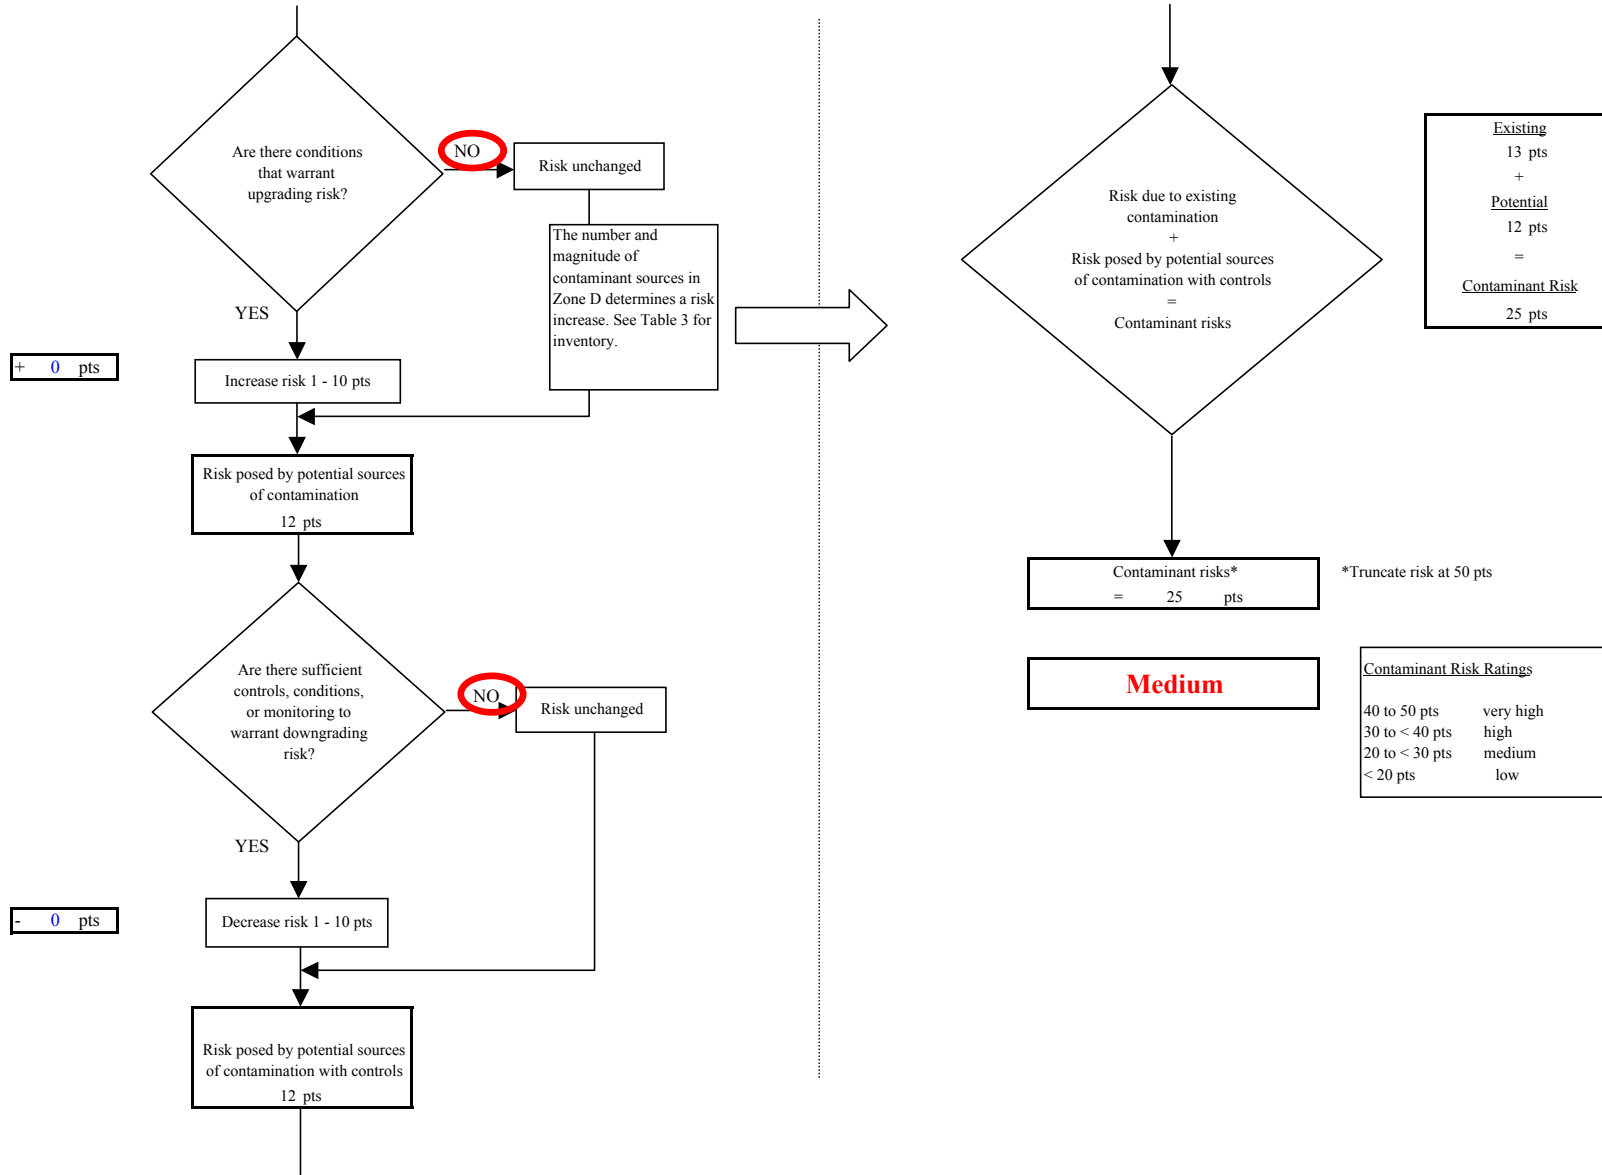 Are there conditions
that warrant
upgrading risk?
NO
Risk unchanged
The number and
magnitude of
contaminant sources in
Zone D determines a risk
increase. See Table 3 for
inventory.
YES
+ 0 pts
Increase risk 1 - 10 pts
Risk posed by potential sources
of contamination
12 pts
Are there sufficient
controls, conditions,
or monitoring to
warrant downgrading
risk?
NO
Risk unchanged
YES
- 0 pts
Decrease risk 1 - 10 pts
Risk posed by potential sources
of contamination with controls
12 pts
Risk due to existing
contamination
+
Risk posed by potential sources
of contamination with controls
=
Contaminant risks
Existing
13 pts
+
Potential
12 pts
=
Contaminant Risk
25 pts
Contaminant risks*
= 25 pts
*Truncate risk at 50 pts
Medium
Contaminant Risk Ratings
40 to 50 pts very high
30 to < 40 pts high
20 to < 30 pts medium
< 20 pts low